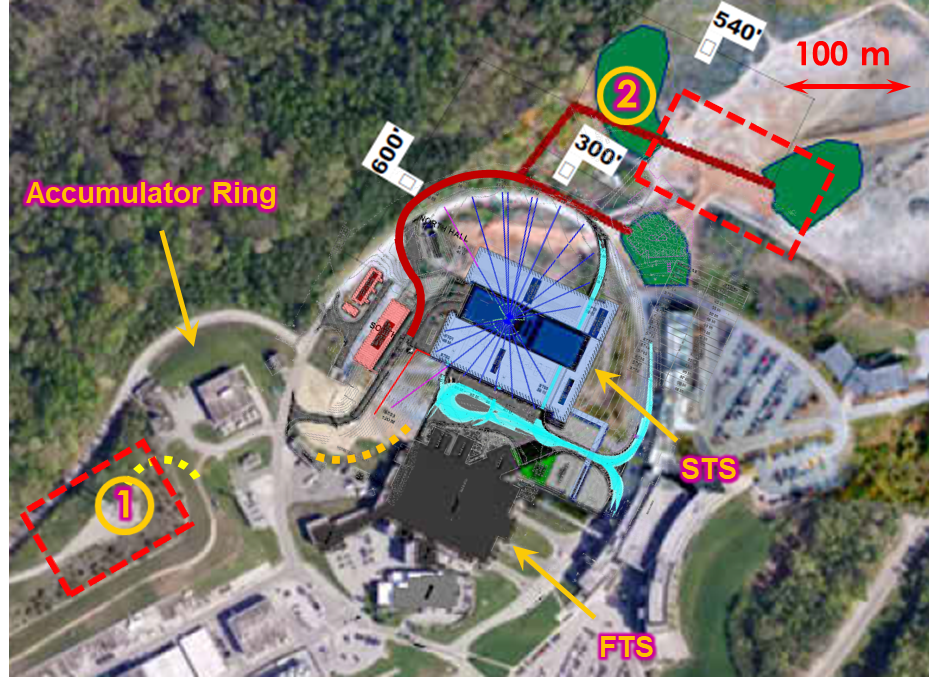 540'
100 m
2
300'
600'
Accumulator Ring
NORTH HALL
1
STS
FTS